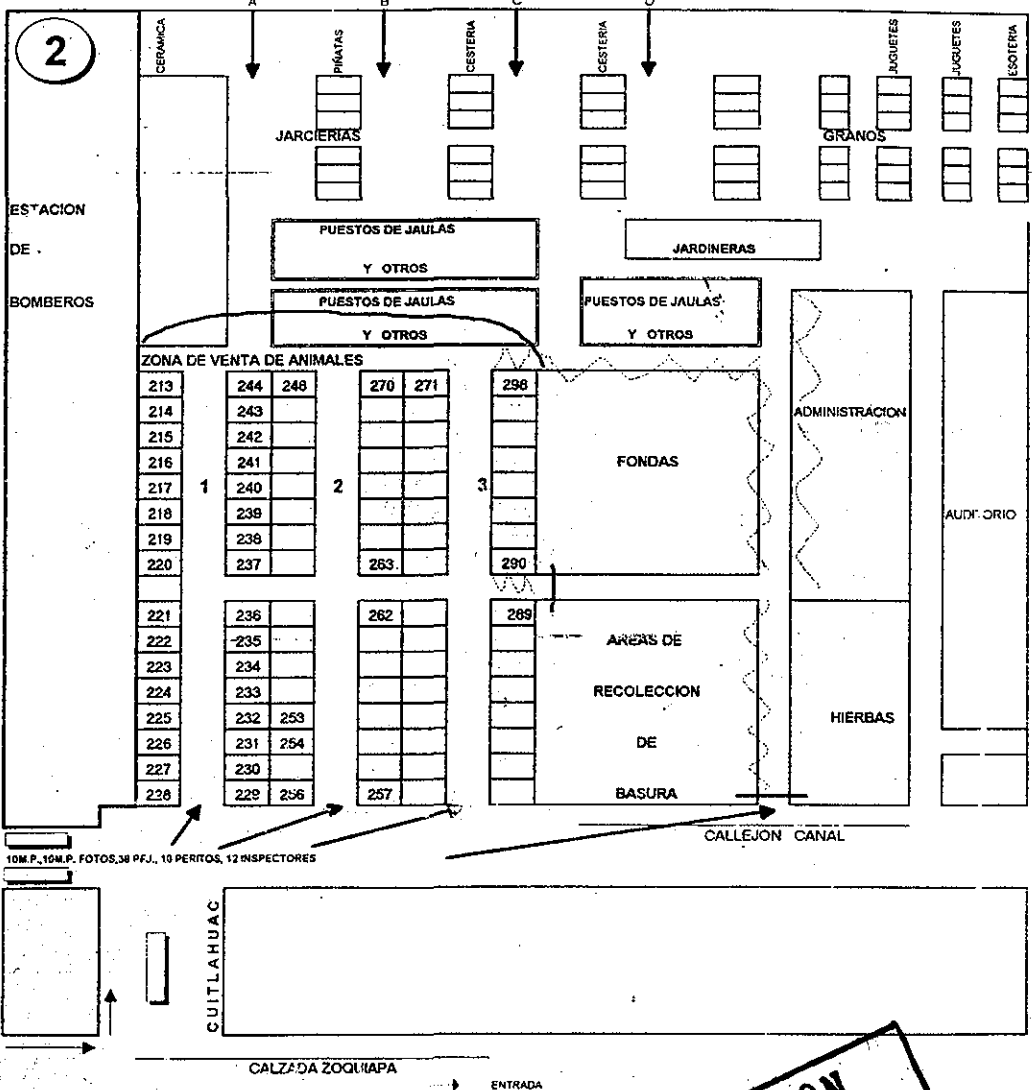 A B C D
2
CERAMICA
PIÑATAS
CESTERIA
CESTERIA
JUGUETES
JUGUETES
ESOTERIA
JARCIERIAS
GRANOS
ESTACION
DE
BOMBEROS
PUESTOS DE JAULAS
Y OTROS
JARDINERAS
PUESTOS DE JAULAS
Y OTROS
PUESTOS DE JAULAS
Y OTROS
ZONA DE VENTA DE ANIMALES
213 244 248 270 271 298
214 243
215 242
216 241
217 1 240 2 3
218 239
219 238
220 237 263 290
FONDAS
ADMINISTRACION
AUDITORIO
221 236 262 289
222 235
223 234
224 233
225 232 253
226 231 254
227 230
228 229 256 257
AREAS DE
RECOLECCION
DE
BASURA
HIERBAS
CALLEJON CANAL
10M.P.,10M.P. FOTOS,38 PFJ., 10 PERITOS, 12 INSPECTORES
CUITLAHUAC
CALZADA ZOQUIAPA
ENTRADA